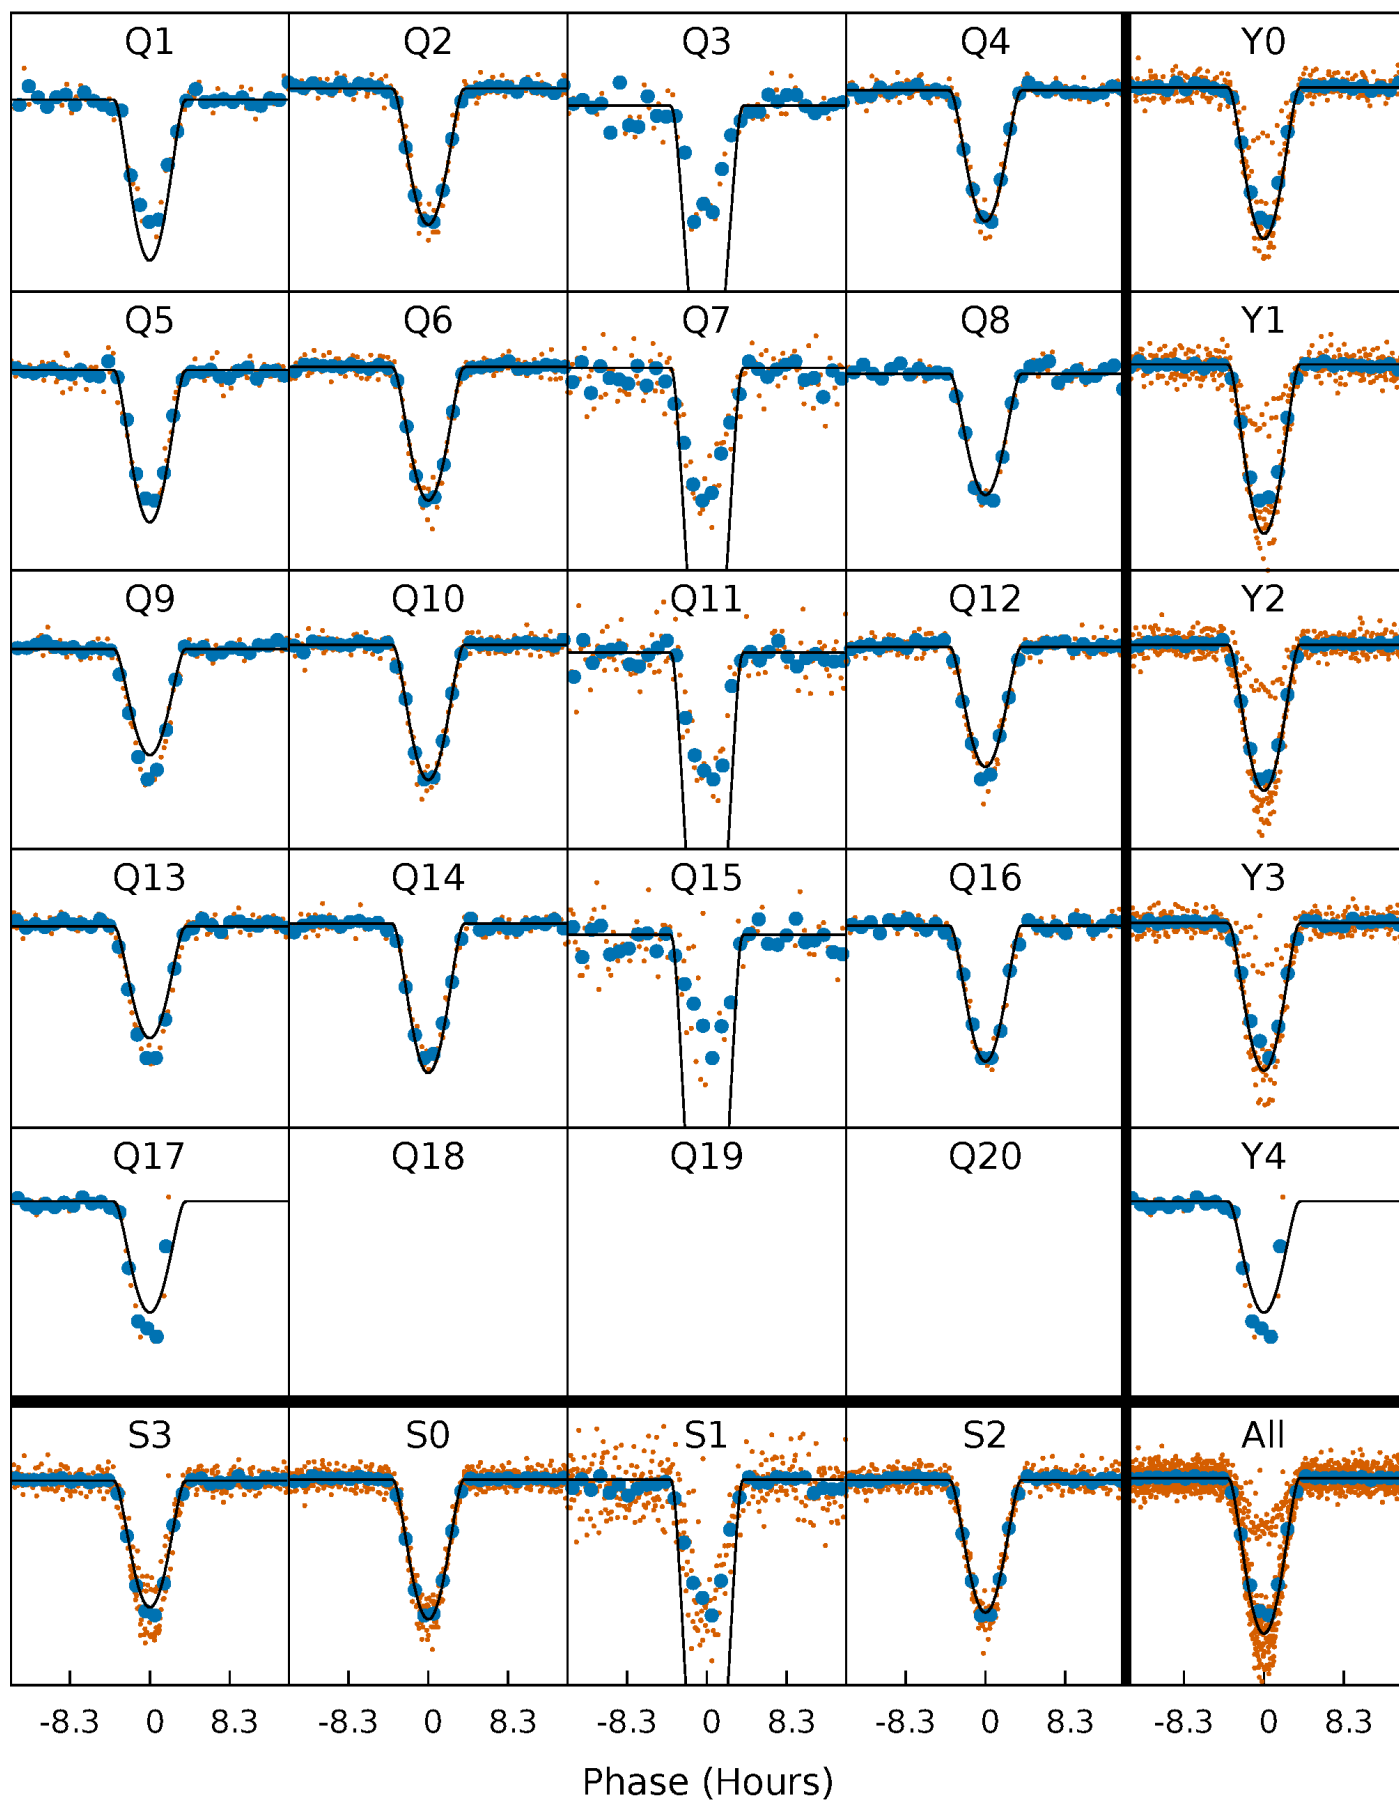 Q1 Q2 Q3 Q4 Y0
Q5 Q6 Q7 Q8 Y1
Q9 Q10 Q11 Q12 Y2
Q13 Q14 Q15 Q16 Y3
Q17 Q18 Q19 Q20 Y4
S3 S0 S1 S2 All
-8.3 0 8.3 -8.3 0 8.3 -8.3 0 8.3 -8.3 0 8.3 -8.3 0 8.3
Phase (Hours)